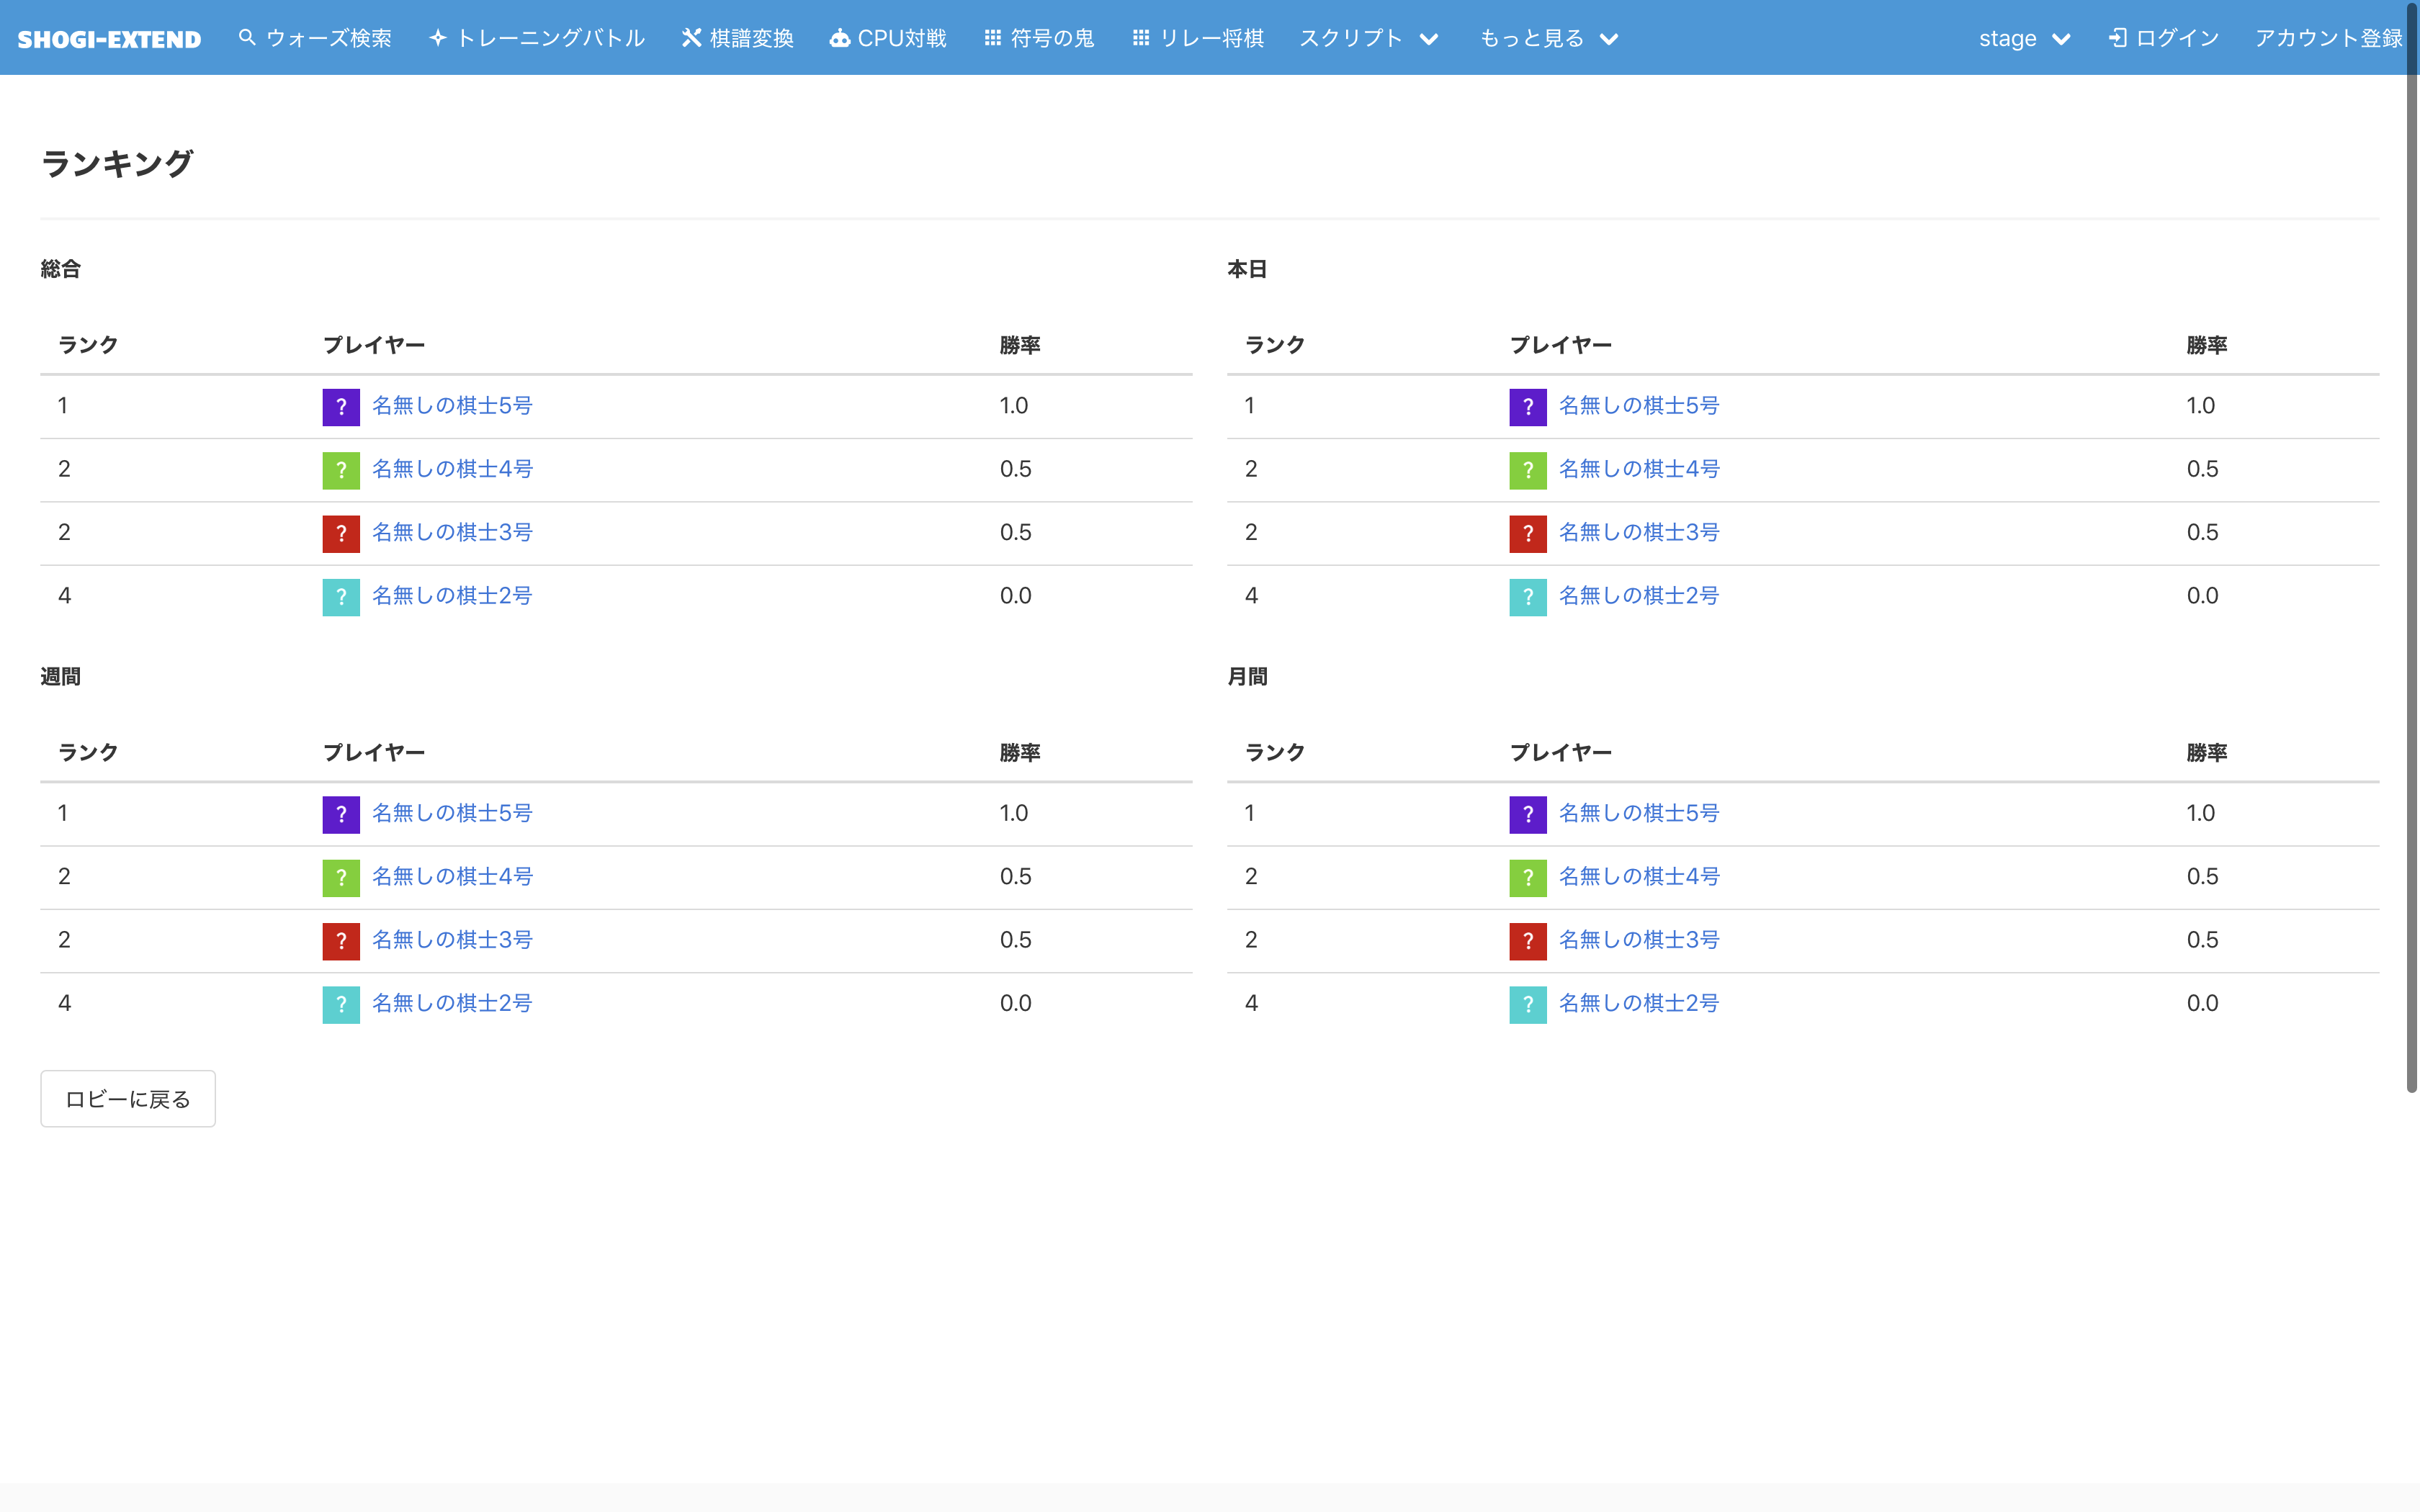 SHOGI-EXTEND ウォーズ検索 トレーニングバトル 棋譜変換 CPU対戦 符号の鬼 リレー将棋 スクリプト もっと見る stage ログイン アカウント登録
ランキング
総合
ランク プレイヤー 勝率
1 ? 名無しの棋士5号 1.0
2 ? 名無しの棋士4号 0.5
2 ? 名無しの棋士3号 0.5
4 ? 名無しの棋士2号 0.0
本日
ランク プレイヤー 勝率
1 ? 名無しの棋士5号 1.0
2 ? 名無しの棋士4号 0.5
2 ? 名無しの棋士3号 0.5
4 ? 名無しの棋士2号 0.0
週間
ランク プレイヤー 勝率
1 ? 名無しの棋士5号 1.0
2 ? 名無しの棋士4号 0.5
2 ? 名無しの棋士3号 0.5
4 ? 名無しの棋士2号 0.0
月間
ランク プレイヤー 勝率
1 ? 名無しの棋士5号 1.0
2 ? 名無しの棋士4号 0.5
2 ? 名無しの棋士3号 0.5
4 ? 名無しの棋士2号 0.0
ロビーに戻る